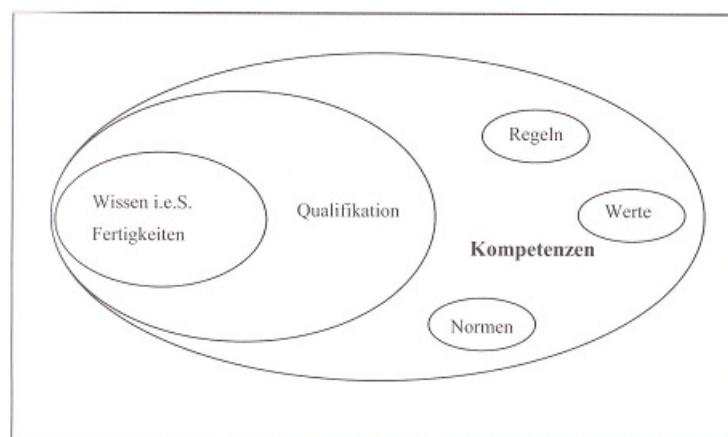 Regeln
Wissen i.e.S.
Qualifikation
Werte
Fertigkeiten
Kompetenzen
Normen